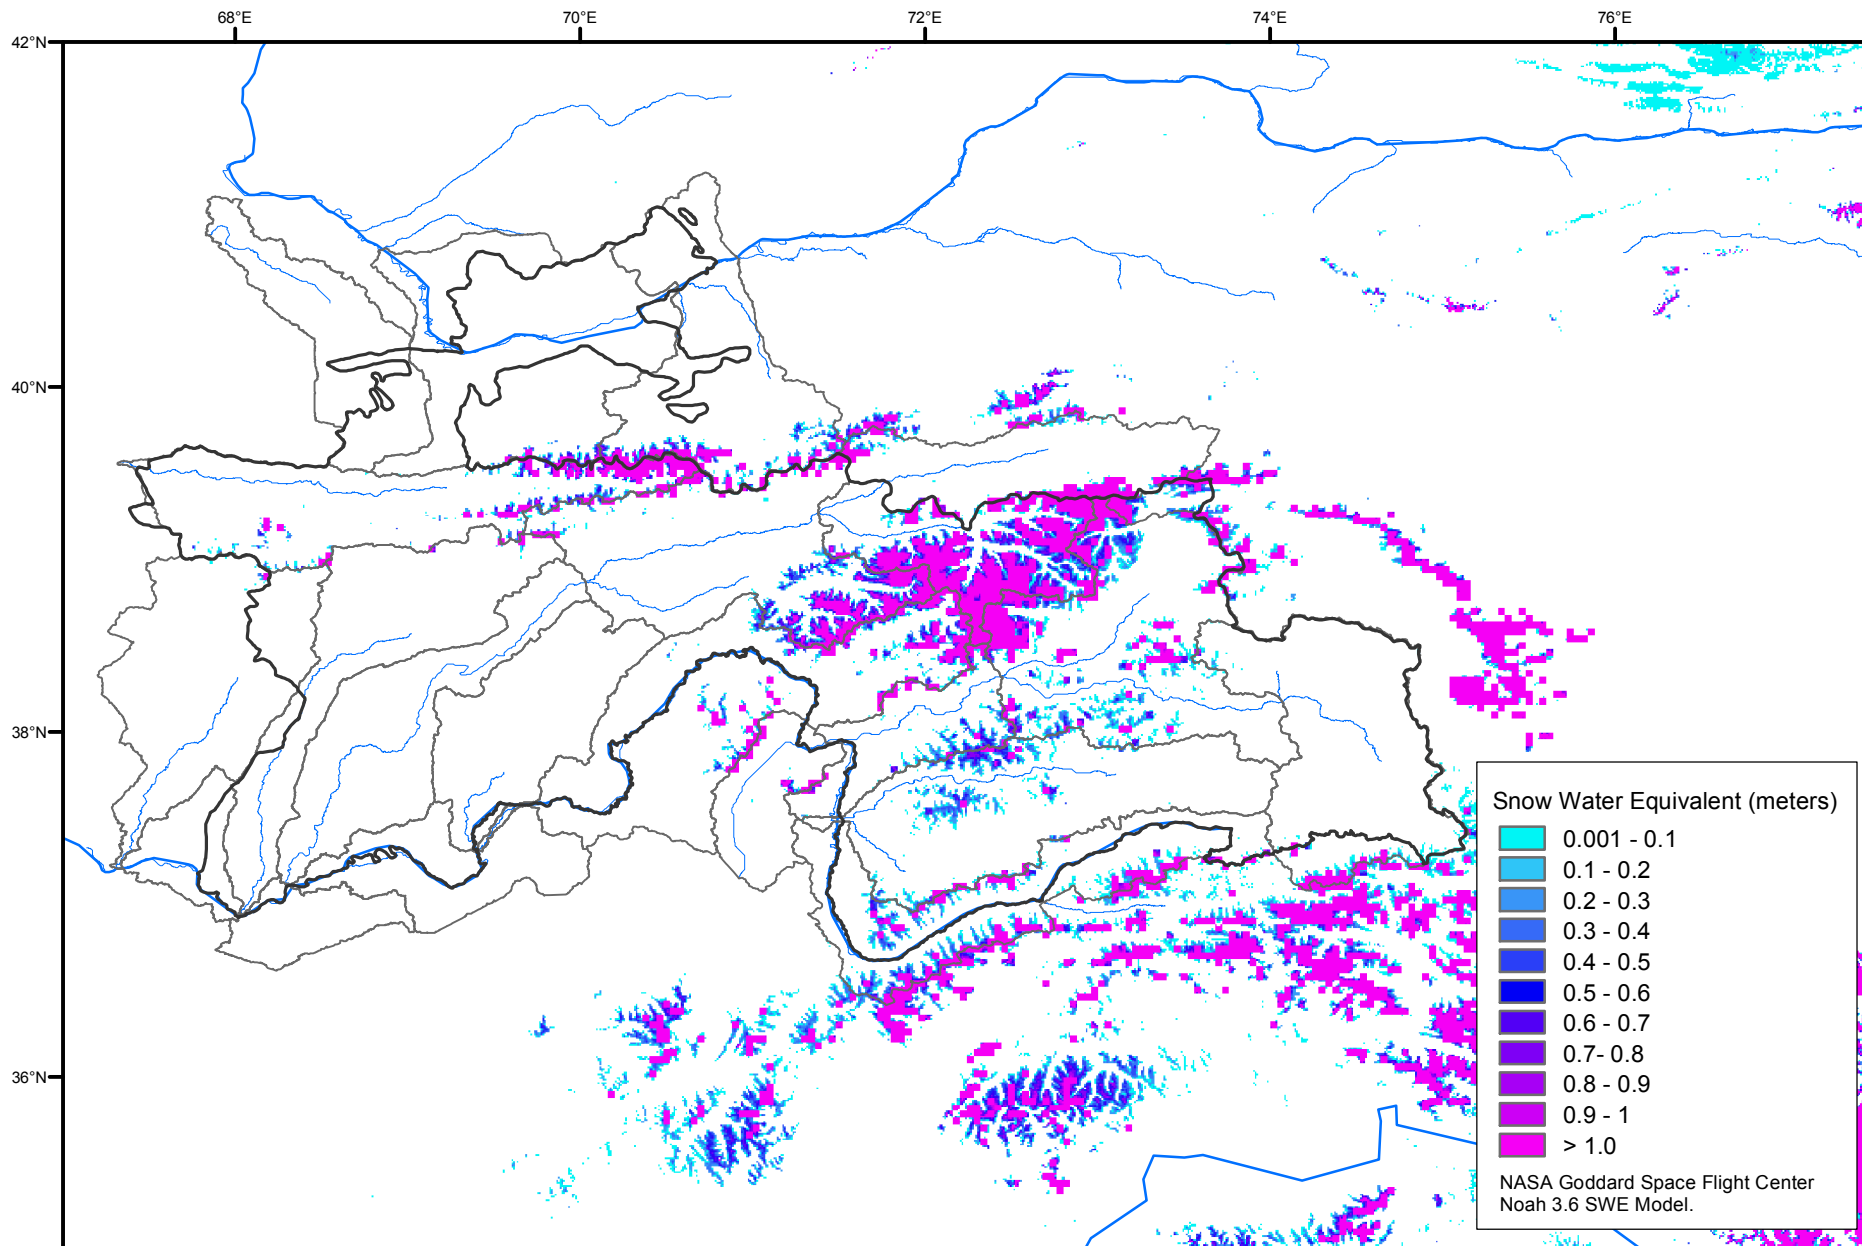 68°E
70°E
72°E
74°E
76°E
42°N
40°N
38°N
36°N
Snow Water Equivalent (meters)
0.001 - 0.1
0.1 - 0.2
0.2 - 0.3
0.3 - 0.4
0.4 - 0.5
0.5 - 0.6
0.6 - 0.7
0.7- 0.8
0.8 - 0.9
0.9 - 1
> 1.0
NASA Goddard Space Flight Center
Noah 3.6 SWE Model.